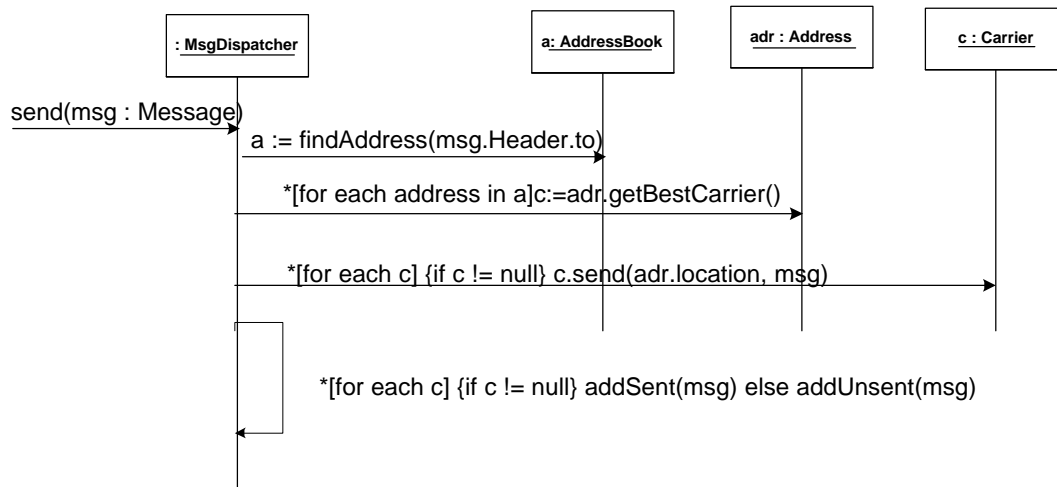 : MsgDispatcher
a: AddressBook
adr : Address
c : Carrier
send(msg : Message)
a := findAddress(msg.Header.to)
*[for each address in a]c:=adr.getBestCarrier()
*[for each c] {if c != null} c.send(adr.location, msg)
*[for each c] {if c != null} addSent(msg) else addUnsent(msg)